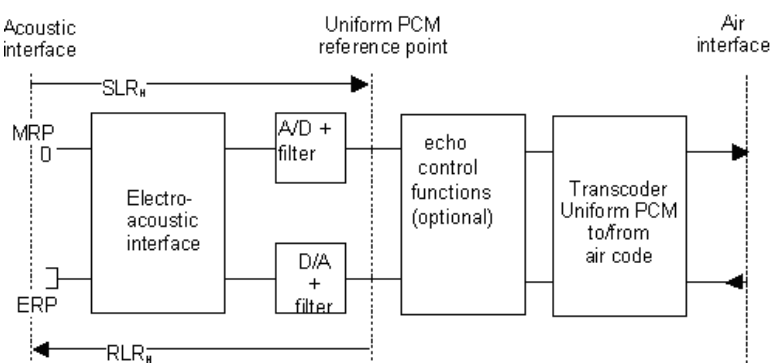 Acoustic
interface
Uniform PCM
reference point
Air
interface
SLRH
MRP
Electro-
acoustic
interface
A/D +
filter
echo
control
functions
(optional)
Transcoder
Uniform PCM
to/from
air code
D/A
+
filter
ERP
RLRH